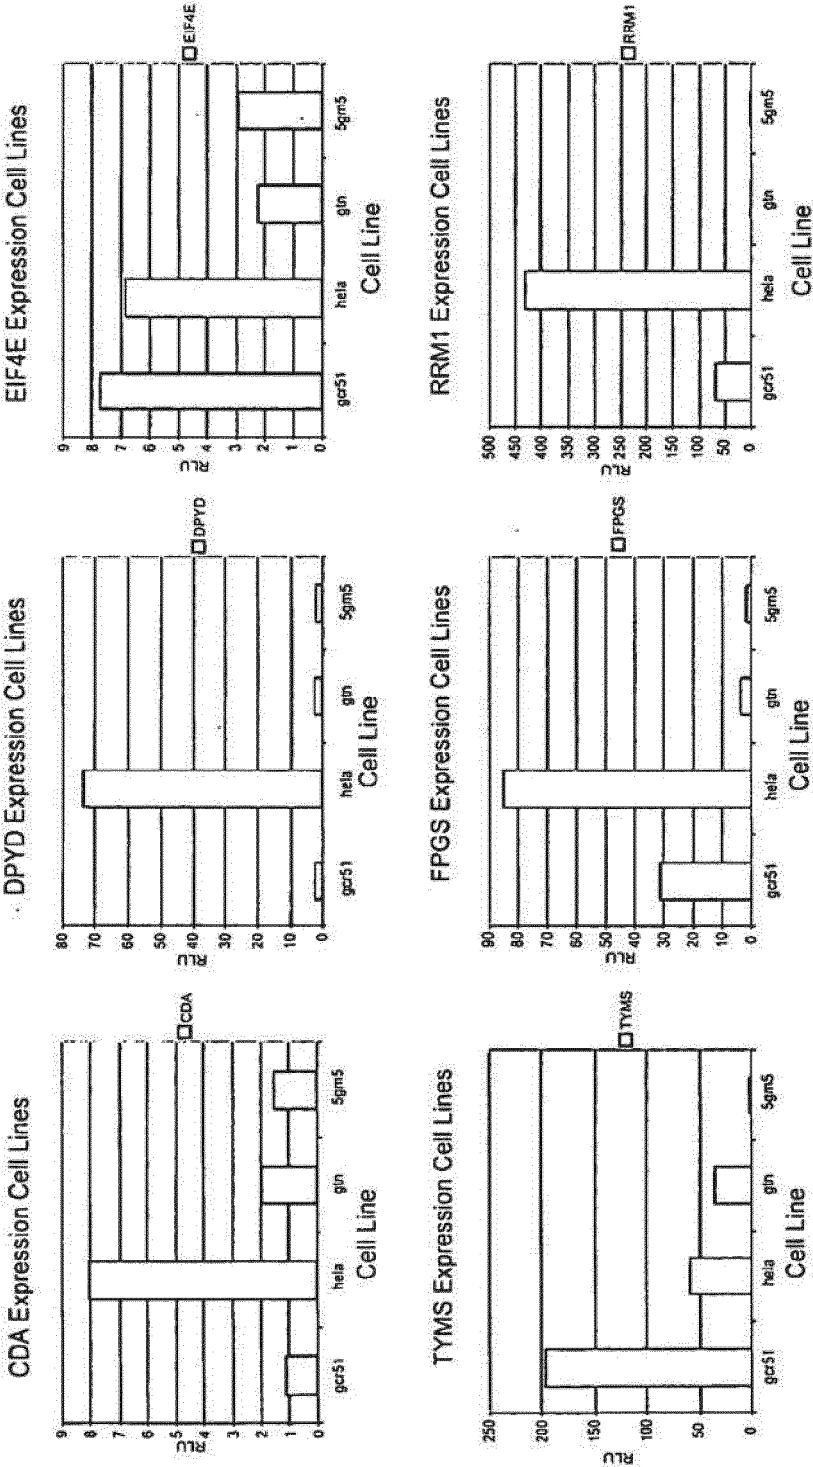 CDA Expression Cell Lines
9
8
7
6
5
4
3
2
1
0
RLU
gcr51 hela gtn 5gm5
Cell Line
CDA
DPYD Expression Cell Lines
80
70
60
50
40
30
20
10
0
RLU
gcr51 hela gtn 5gm5
Cell Line
DPYD
EIF4E Expression Cell Lines
9
8
7
6
5
4
3
2
1
0
RLU
gcr51 hela gtn 5gm5
Cell Line
EIF4E
TYMS Expression Cell Lines
250
200
150
100
50
0
RLU
gcr51 hela gtn 5gm5
Cell Line
TYMS
FPGS Expression Cell Lines
90
80
70
60
50
40
30
20
10
0
RLU
gcr51 hela gtn 5gm5
Cell Line
FPGS
RRM1 Expression Cell Lines
500
450
400
350
300
250
200
150
100
50
0
RLU
gcr51 hela gtn 5gm5
Cell Line
RRM1